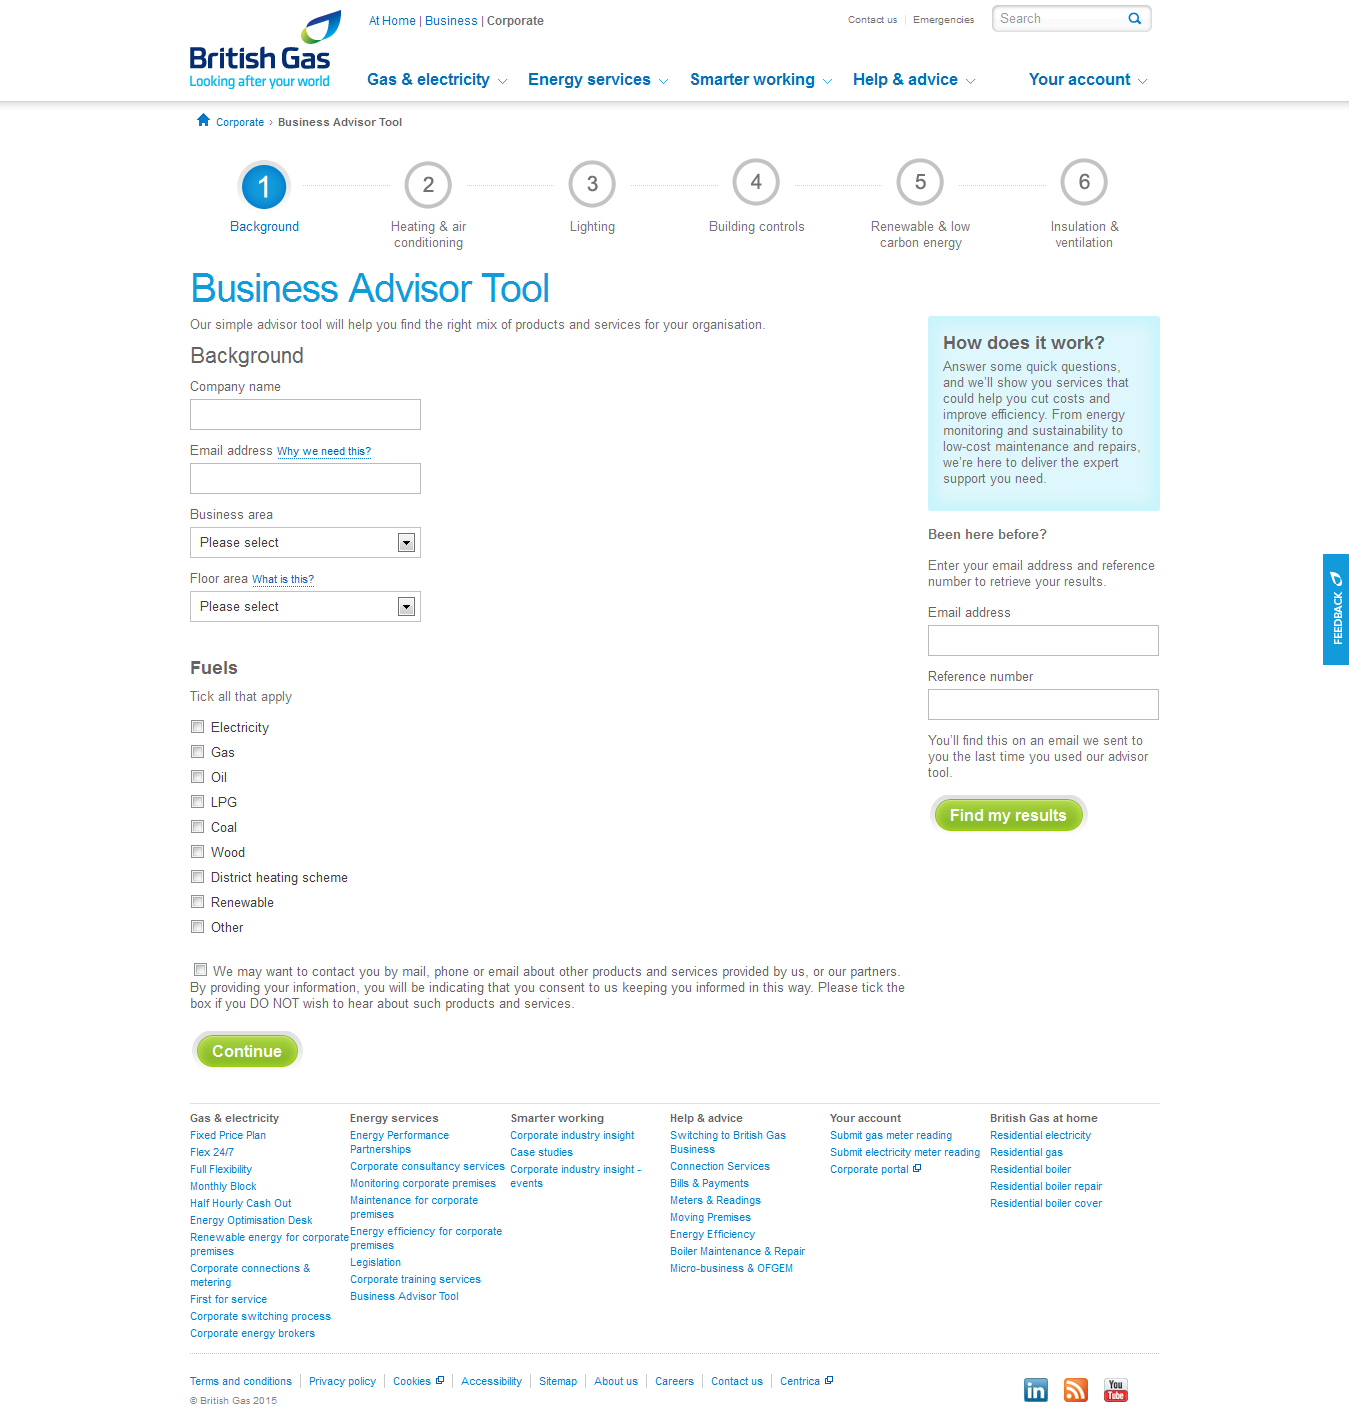 British Gas
Looking after your world
At Home | Business | Corporate
Contact us
Emergencies
Search
Gas & electricity
Energy services
Smarter working
Help & advice
Your account
Corporate › Business Advisor Tool
1
2
3
4
5
6
Background
Heating & air
conditioning
Lighting
Building controls
Renewable & low
carbon energy
Insulation &
ventilation
Business Advisor Tool
Our simple advisor tool will help you find the right mix of products and services for your organisation.
Background
Company name
Email address Why we need this?
Business area
Please select
Floor area What is this?
Please select
Fuels
Tick all that apply
Electricity
Gas
Oil
LPG
Coal
Wood
District heating scheme
Renewable
Other
We may want to contact you by mail, phone or email about other products and services provided by us, or our partners.
By providing your information, you will be indicating that you consent to us keeping you informed in this way. Please tick the
box if you DO NOT wish to hear about such products and services.
Continue
How does it work?
Answer some quick questions,
and we'll show you services that
could help you cut costs and
improve efficiency. From energy
monitoring and sustainability to
low-cost maintenance and repairs,
we're here to deliver the expert
support you need.
Been here before?
Enter your email address and reference
number to retrieve your results.
Email address
Reference number
You'll find this on an email we sent to
you the last time you used our advisor
tool.
Find my results
FEEDBACK
Gas & electricity
Fixed Price Plan
Flex 24/7
Full Flexibility
Monthly Block
Half Hourly Cash Out
Energy Optimisation Desk
Renewable energy for corporate
premises
Corporate connections &
metering
First for service
Corporate switching process
Corporate energy brokers
Energy services
Energy Performance
Partnerships
Corporate consultancy services
Monitoring corporate premises
Maintenance for corporate
premises
Energy efficiency for corporate
premises
Legislation
Corporate training services
Business Advisor Tool
Smarter working
Corporate industry insight
Case studies
Corporate industry insight -
events
Help & advice
Switching to British Gas
Business
Connection Services
Bills & Payments
Meters & Readings
Moving Premises
Energy Efficiency
Boiler Maintenance & Repair
Micro-business & OFGEM
Your account
Submit gas meter reading
Submit electricity meter reading
Corporate portal
British Gas at home
Residential electricity
Residential gas
Residential boiler
Residential boiler repair
Residential boiler cover
Terms and conditions
Privacy policy
Cookies
Accessibility
Sitemap
About us
Careers
Contact us
Centrica
© British Gas 2015
in
You
Tube